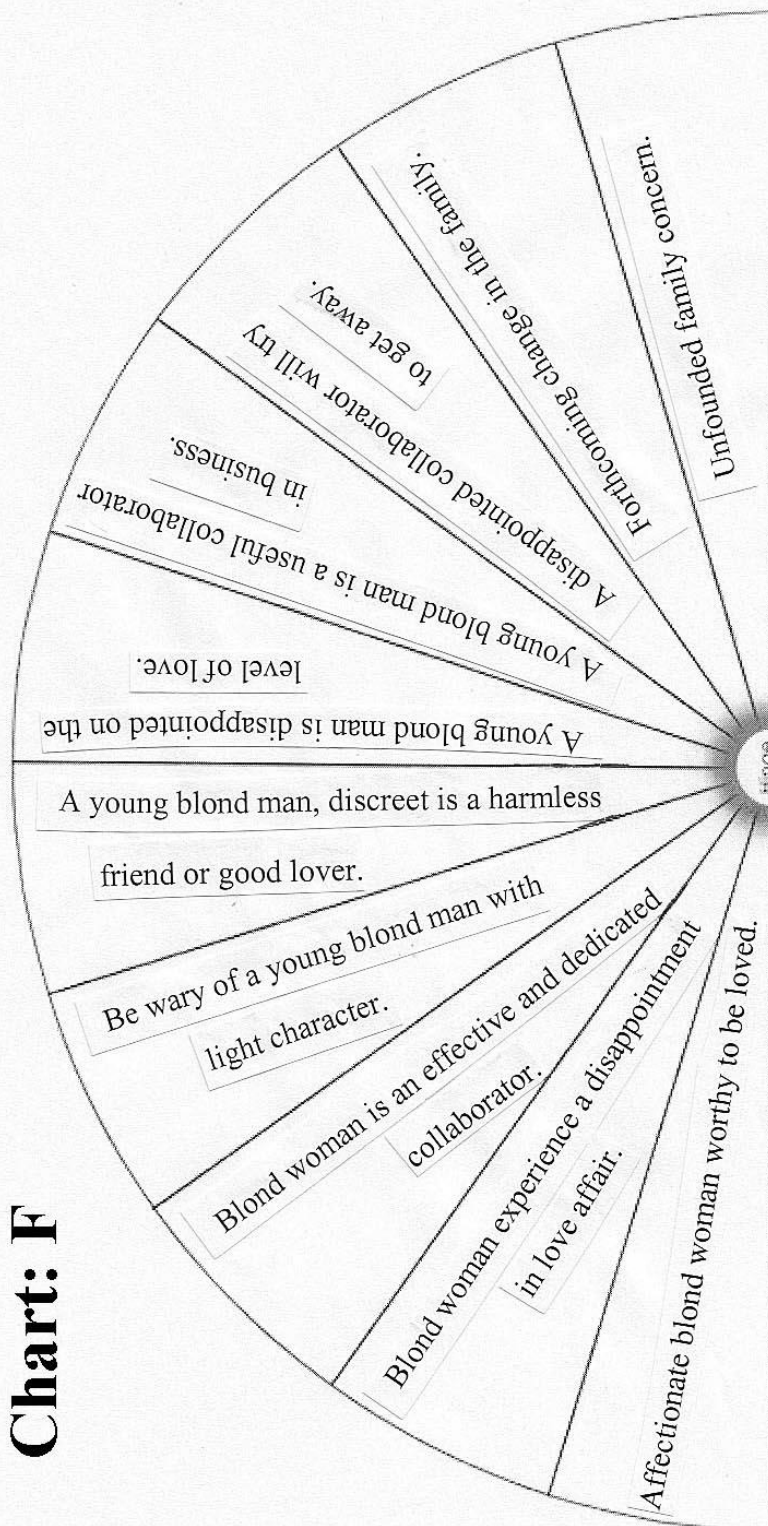 Chart: F
Affectionate blond woman worthy to be loved.
Blond woman experience a disappointment
in love affair.
Blond woman is an effective and dedicated
collaborator.
Be wary of a young blond man with
light character.
A young blond man, discreet is a harmless
friend or good lover.
A young blond man is disappointed on the
level of love.
A young blond man is a useful collaborator
in business.
A disappointed collaborator will try
to get away.
Forthcoming change in the family.
Unfounded family concern.